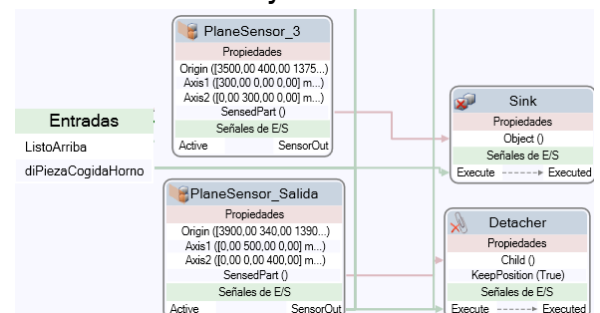 PlaneSensor_3
Propiedades
Origin ([3500,00 400,00 1375...)
Axis1 ([300,00 0,00 0,00] m...)
Axis2 ([0,00 300,00 0,00] m...)
SensedPart ()
Señales de E/S
Active SensorOut
Entradas
ListoArriba
diPiezaCogidaHorno
Sink
Propiedades
Object ()
Señales de E/S
Execute Executed
PlaneSensor_Salida
Propiedades
Origin ([3900,00 340,00 1390...)
Axis1 ([0,00 500,00 0,00] m...)
Axis2 ([0,00 0,00 400,00] m...)
SensedPart ()
Señales de E/S
Active SensorOut
Detacher
Propiedades
Child ()
KeepPosition (True)
Señales de E/S
Execute Executed